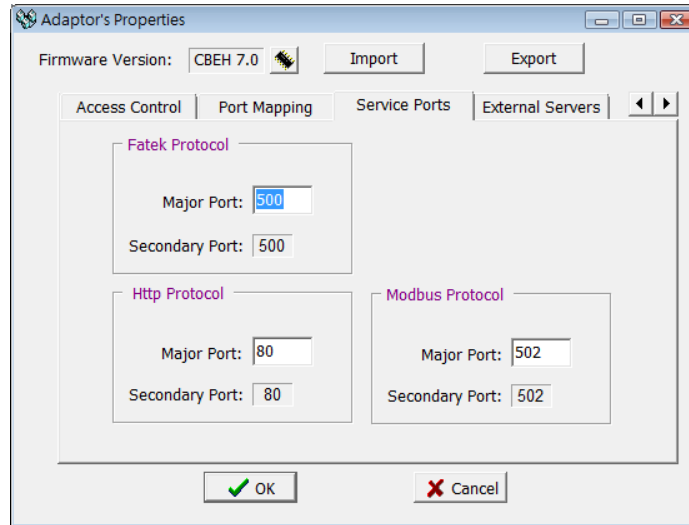 Adaptor's Properties
Firmware Version: CBEH 7.0 Import Export
Access Control Port Mapping Service Ports External Servers
Fatek Protocol
Major Port: 500
Secondary Port: 500
Http Protocol
Major Port: 80
Secondary Port: 80
Modbus Protocol
Major Port: 502
Secondary Port: 502
OK Cancel